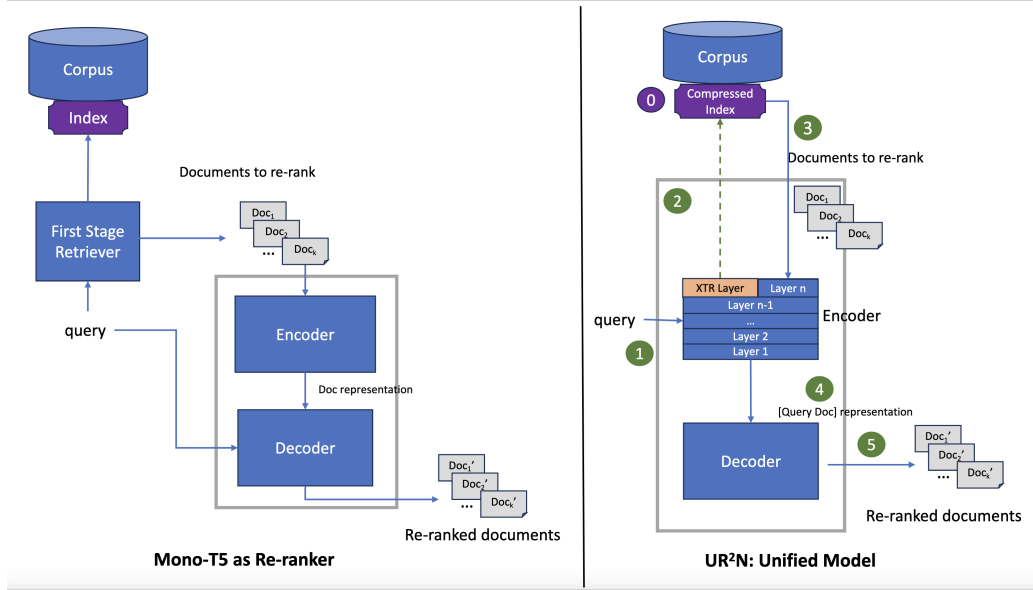 Corpus
Index
Documents to re-rank
First Stage
Retriever
Doc1
Doc2
...
Dock
query
Encoder
Doc representation
Decoder
Doc1′
Doc2′
...
Dock′
Re-ranked documents
Mono-T5 as Re-ranker
Corpus
0
Compressed
Index
3
Documents to re-rank
2
Doc1
Doc2
...
Dock
XTR Layer
Layer n
Layer n-1
...
Layer 2
Layer 1
Encoder
query
1
4
[Query Doc] representation
Decoder
5
Doc1′
Doc2′
...
Dock′
Re-ranked documents
UR²N: Unified Model